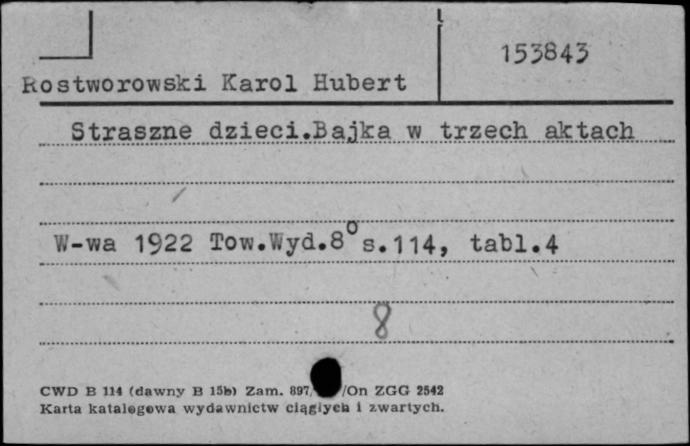 153843
Rostworowski Karol Hubert
Straszne dzieci.Bajka w trzech aktach
W-wa 1922 Tow.Wyd.8° s.114, tabl.4
8
CWD B 114 (dawny B 15b) Zam. 897/ /On ZGG 2542
Karta katalogowa wydawnictw ciągłych i zwartych.